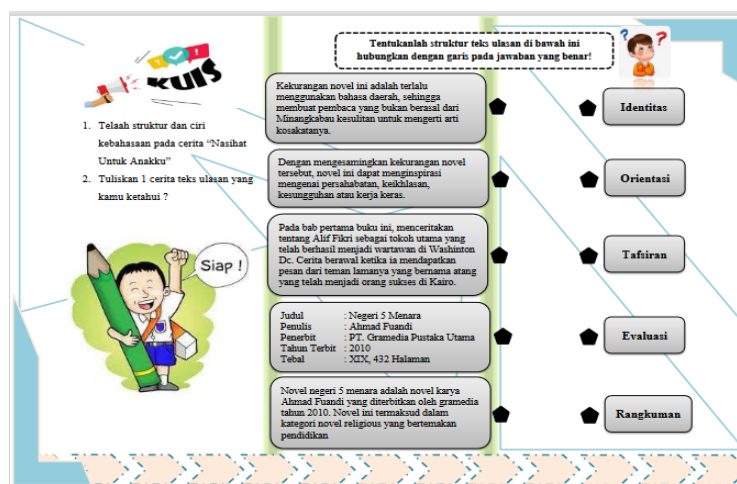 KUIS
1. Telaah struktur dan ciri
kebahasaan pada cerita “Nasihat
Untuk Anakku”
2. Tuliskan 1 cerita teks ulasan yang
kamu ketahui ?
Siap !
Tentukanlah struktur teks ulasan di bawah ini
hubungkan dengan garis pada jawaban yang benar!
Kekurangan novel ini adalah terlalu
menggunakan bahasa daerah, sehingga
membuat pembaca yang bukan berasal dari
Minangkabau kesulitan untuk mengerti arti
kosakatanya.
Identitas
Dengan mengesamingkan kekurangan novel
tersebut, novel ini dapat menginspirasi
mengenai persahabatan, keikhlasan,
kesungguhan atau kerja keras.
Orientasi
Pada bab pertama buku ini, menceritakan
tentang Alif Fikri sebagai tokoh utama yang
telah berhasil menjadi wartawan di Washinton
Dc. Cerita berawal ketika ia mendapatkan
pesan dari teman lamanya yang bernama atang
yang telah menjadi orang sukses di Kairo.
Tafsiran
Judul : Negeri 5 Menara
Penulis : Ahmad Fuandi
Penerbit : PT. Gramedia Pustaka Utama
Tahun Terbit : 2010
Tebal : XIX, 432 Halaman
Evaluasi
Novel negeri 5 menara adalah novel karya
Ahmad Fuandi yang diterbitkan oleh gramedia
tahun 2010. Novel ini termaksud dalam
kategori novel religious yang bertemakan
pendidikan
Rangkuman